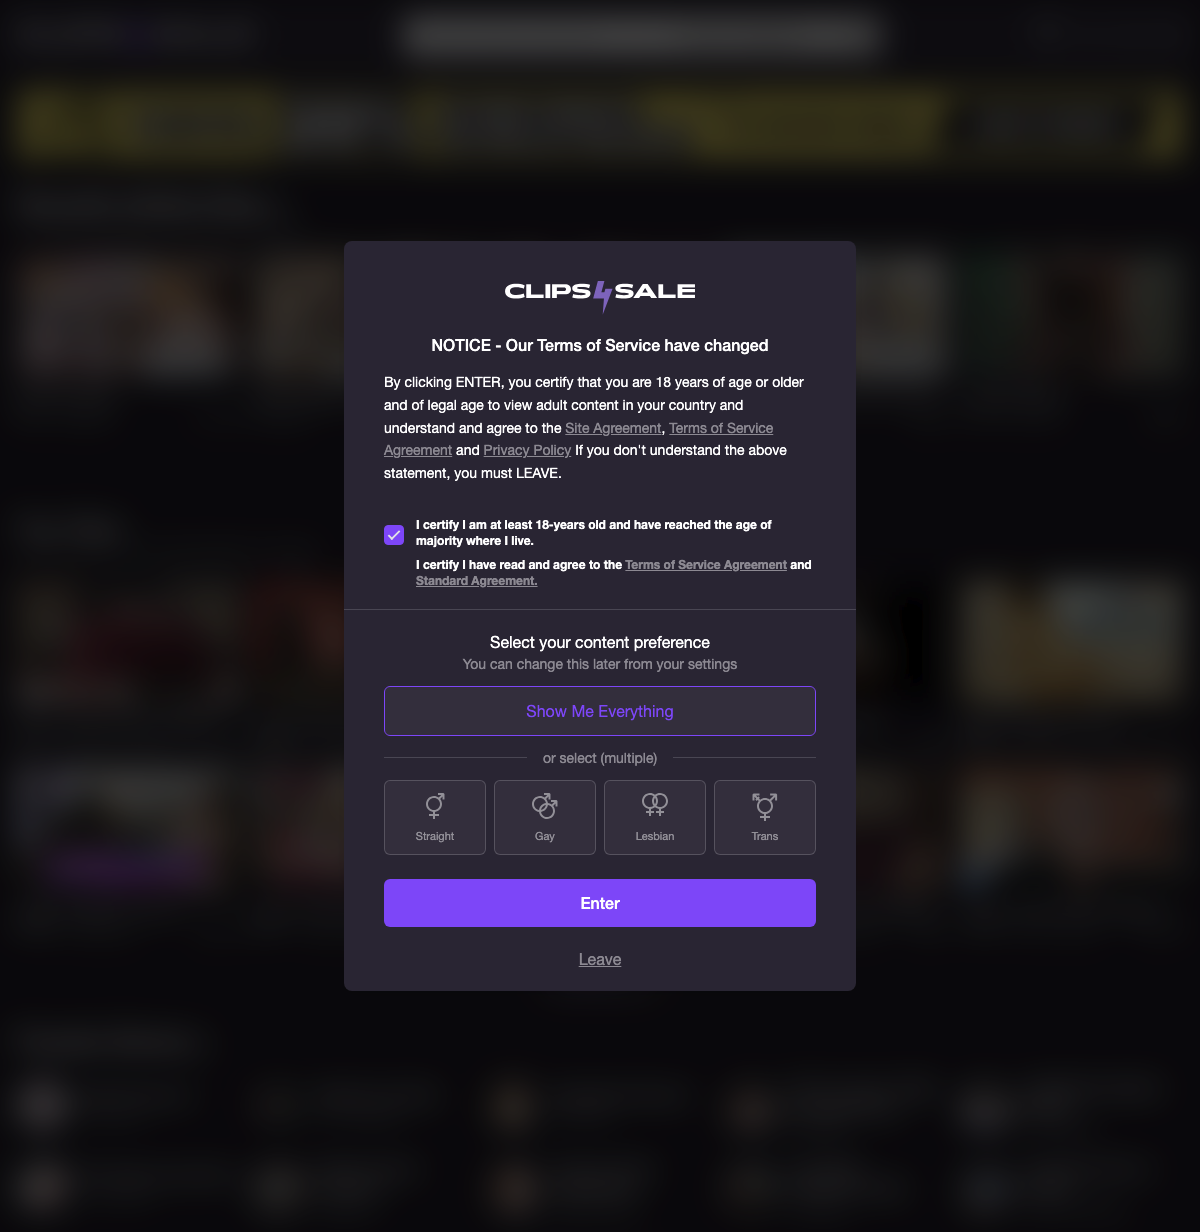 CLIPS4SALE
NOTICE - Our Terms of Service have changed
By clicking ENTER, you certify that you are 18 years of age or older
and of legal age to view adult content in your country and
understand and agree to the Site Agreement, Terms of Service
Agreement and Privacy Policy If you don't understand the above
statement, you must LEAVE.
I certify I am at least 18-years old and have reached the age of
majority where I live.
I certify I have read and agree to the Terms of Service Agreement and
Standard Agreement.
Select your content preference
You can change this later from your settings
Show Me Everything
or select (multiple)
Straight
Gay
Lesbian
Trans
Enter
Leave